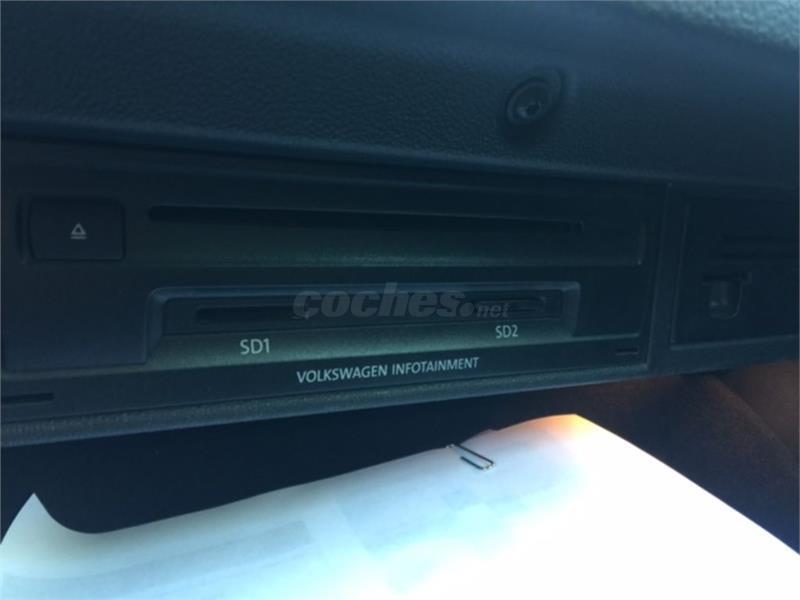 coches.net
SD1 SD2
VOLKSWAGEN INFOTAINMENT